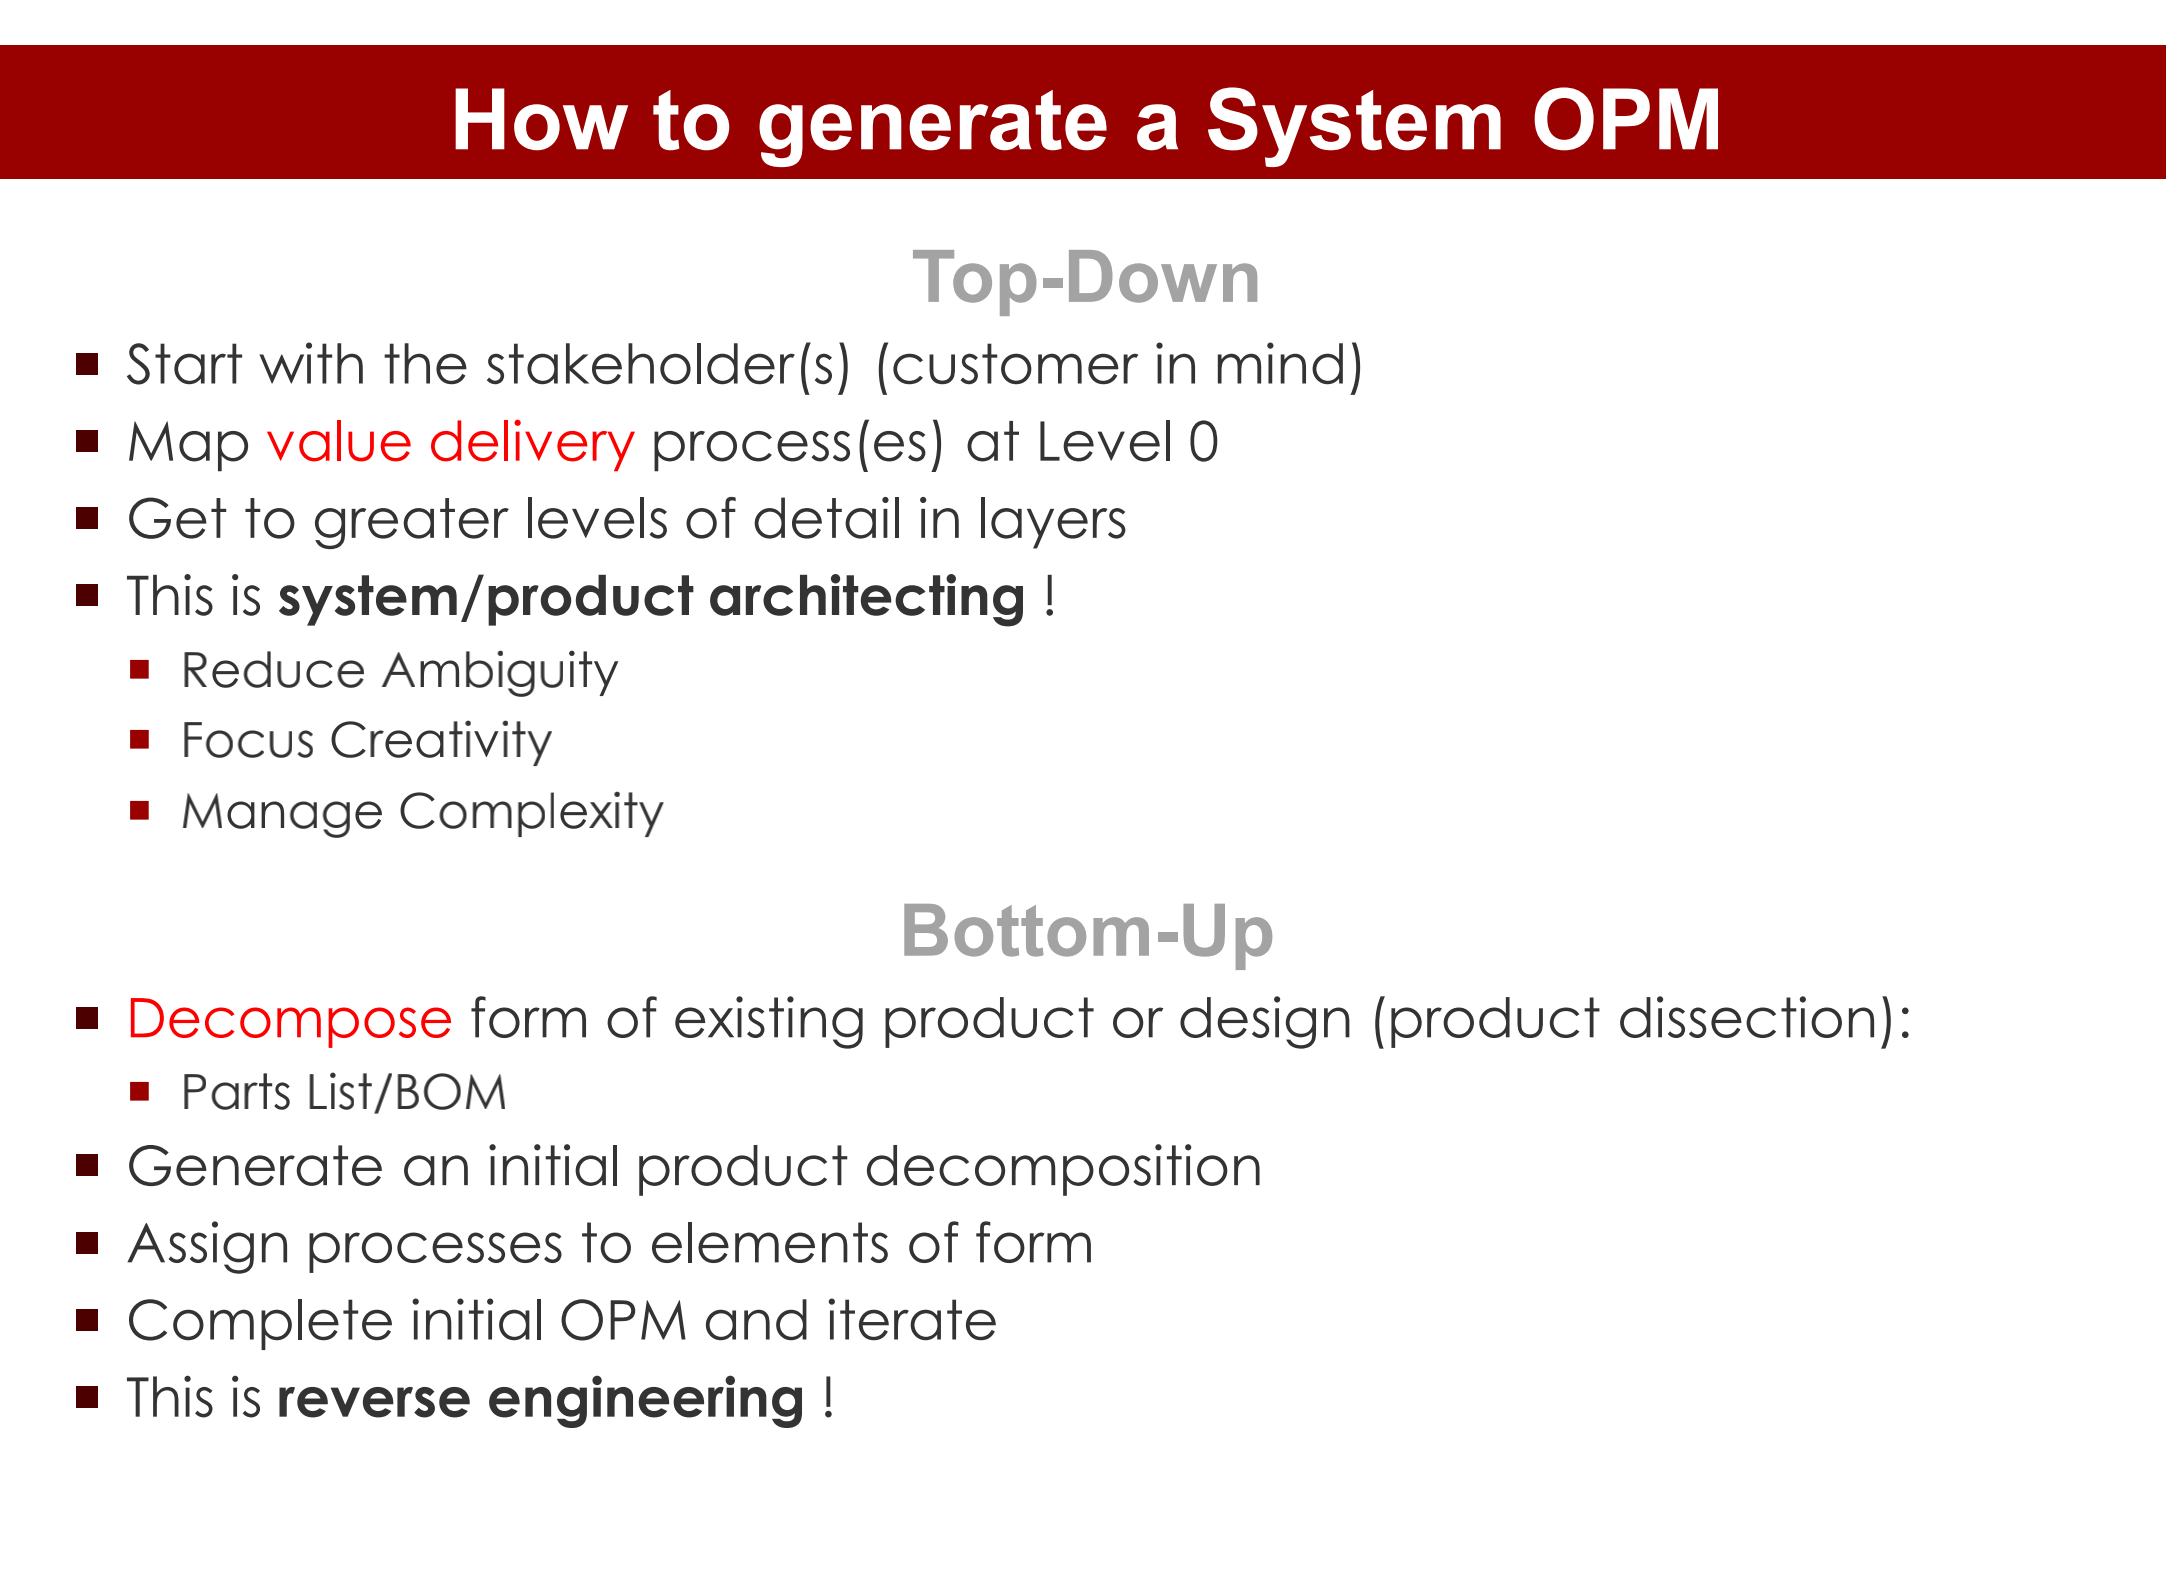 How to generate a System OPM
Top-Down
Start with the stakeholder(s) (customer in mind)
Map value delivery process(es) at Level 0
Get to greater levels of detail in layers
This is system/product architecting !
Reduce Ambiguity
Focus Creativity
Manage Complexity
Bottom-Up
Decompose form of existing product or design (product dissection):
Parts List/BOM
Generate an initial product decomposition
Assign processes to elements of form
Complete initial OPM and iterate
This is reverse engineering !